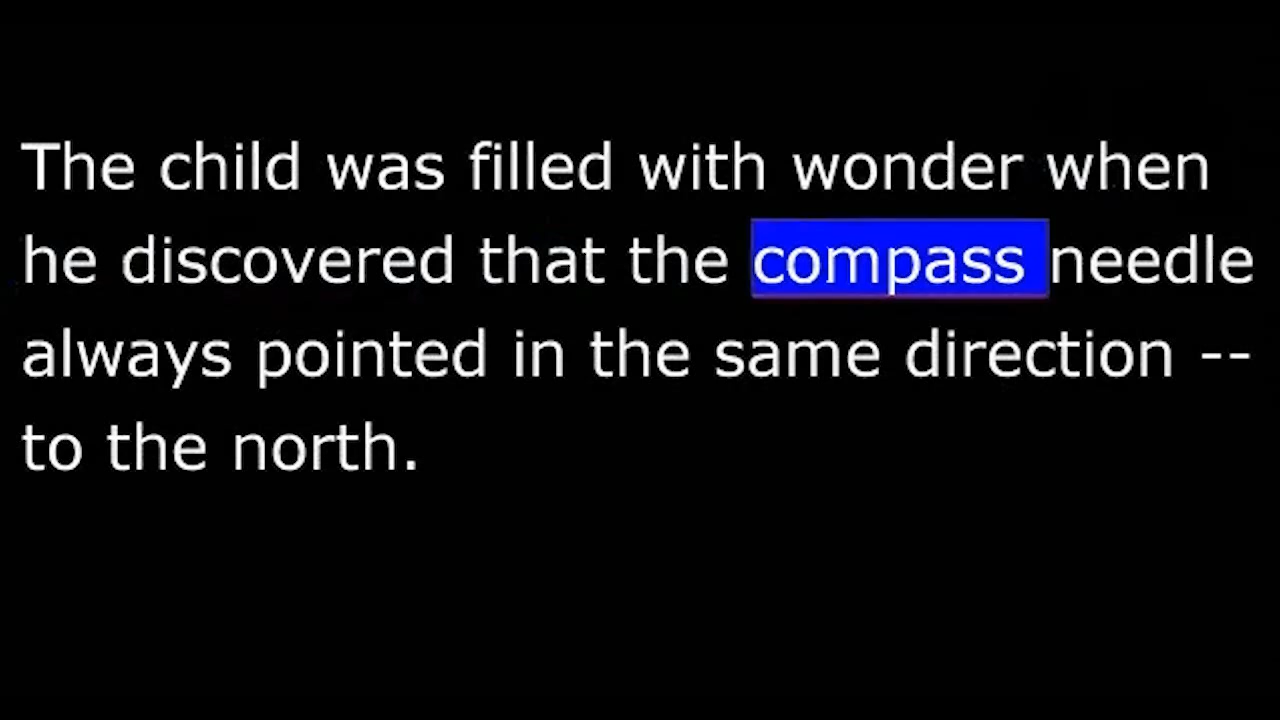 The child was filled with wonder when
he discovered that the compass needle
always pointed in the same direction --
to the north.